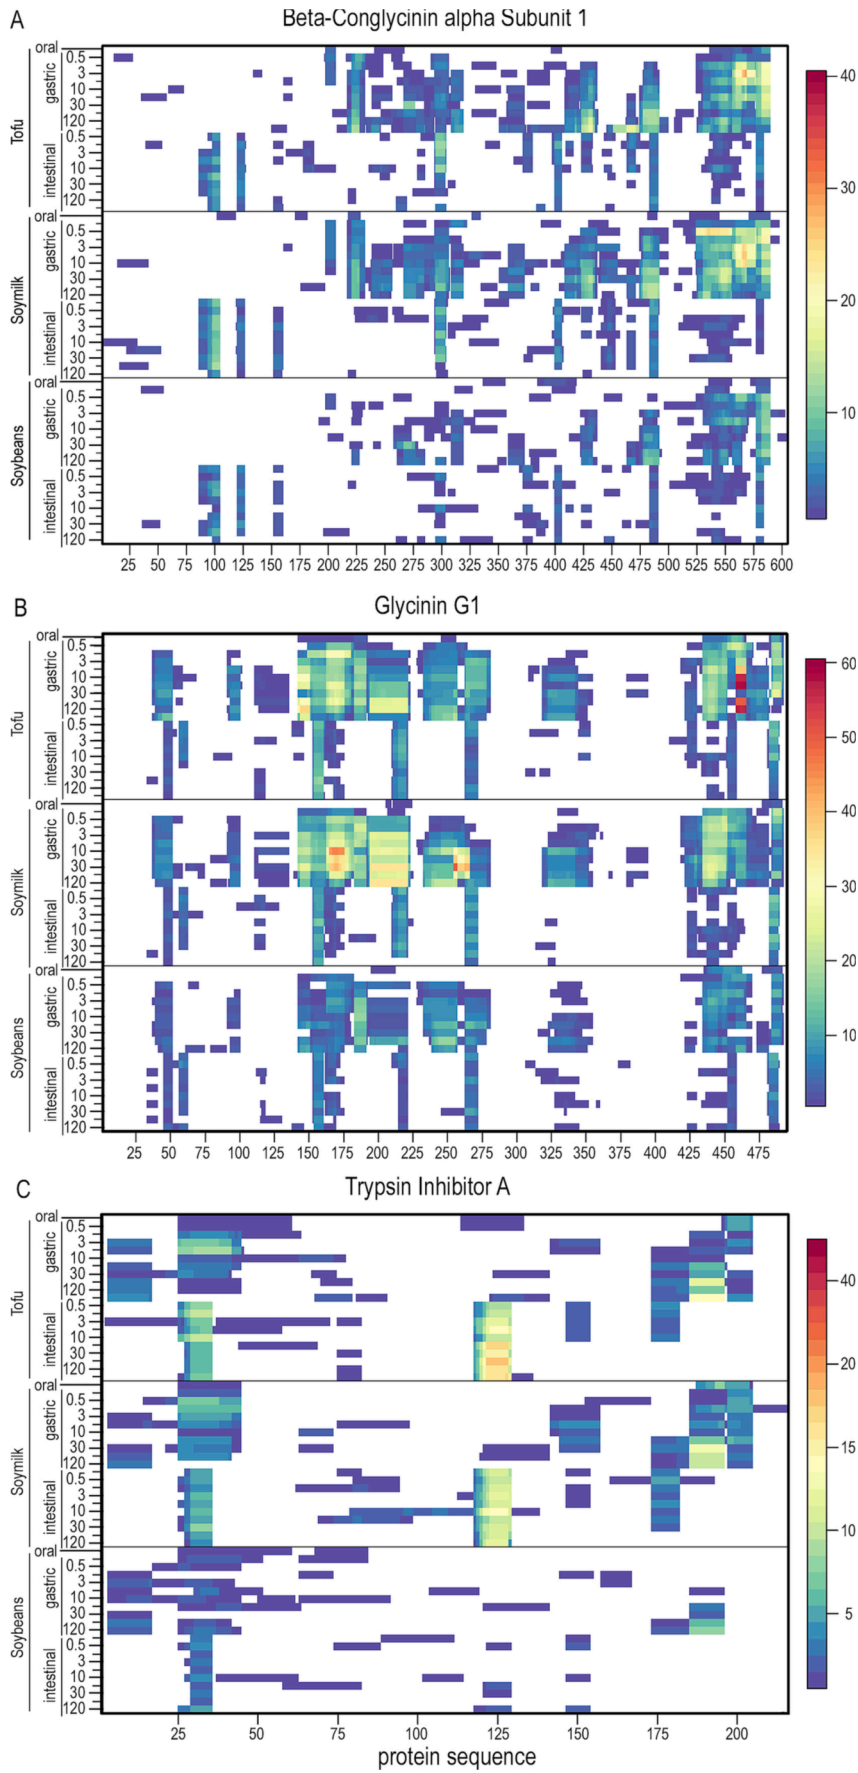 A
Beta-Conglycinin alpha Subunit 1
Tofu
oral
gastric
0.5
3
10
30
120
intestinal
0.5
3
10
30
120
Soymilk
oral
gastric
0.5
3
10
30
120
intestinal
0.5
3
10
30
120
Soybeans
oral
gastric
0.5
3
10
30
120
intestinal
0.5
3
10
30
120
25 50 75 100 125 150 175 200 225 250 275 300 325 350 375 400 425 450 475 500 525 550 575 600
40
30
20
10
B
Glycinin G1
Tofu
oral
gastric
0.5
3
10
30
120
intestinal
0.5
3
10
30
120
Soymilk
oral
gastric
0.5
3
10
30
120
intestinal
0.5
3
10
30
120
Soybeans
oral
gastric
0.5
3
10
30
120
intestinal
0.5
3
10
30
120
25 50 75 100 125 150 175 200 225 250 275 300 325 350 375 400 425 450 475
60
50
40
30
20
10
C
Trypsin Inhibitor A
Tofu
oral
gastric
0.5
3
10
30
120
intestinal
0.5
3
10
30
120
Soymilk
oral
gastric
0.5
3
10
30
120
intestinal
0.5
3
10
30
120
Soybeans
oral
gastric
0.5
3
10
30
120
intestinal
0.5
3
10
30
120
25 50 75 100 125 150 175 200
protein sequence
40
20
15
10
5